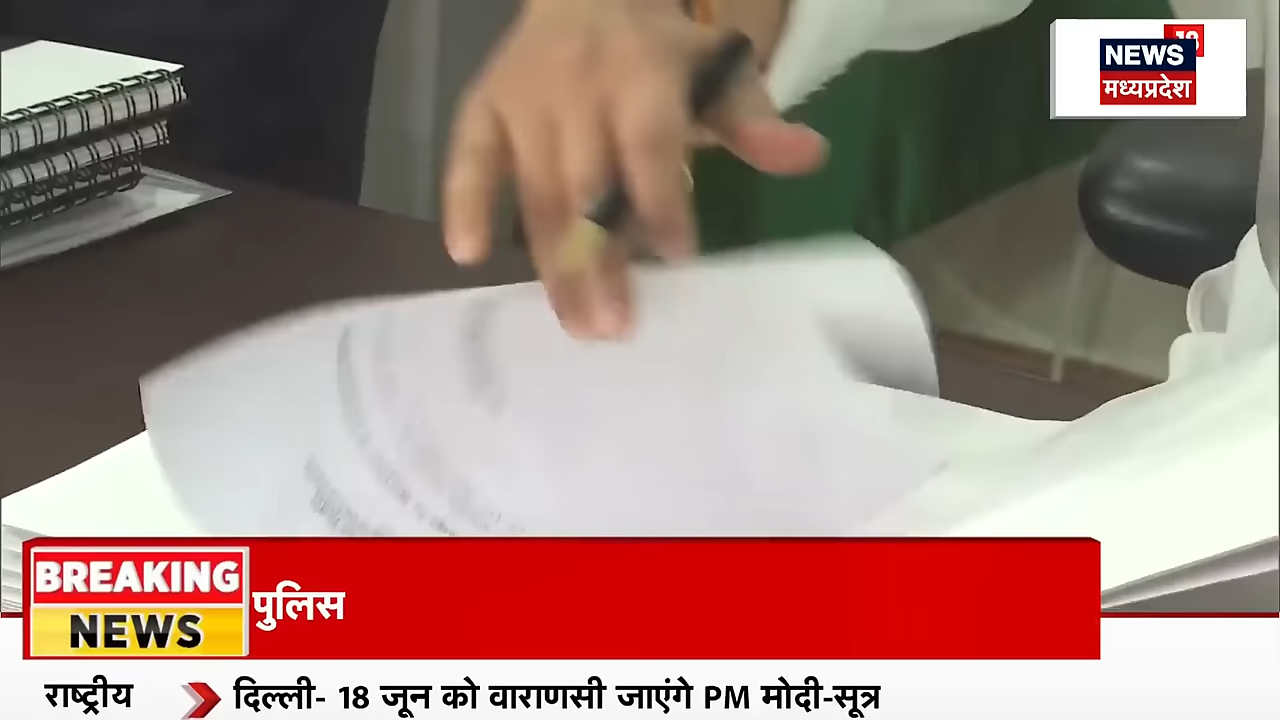 NEWS 18
मध्यप्रदेश
BREAKING
NEWS
पुलिस
राष्ट्रीय
दिल्ली- 18 जून को वाराणसी जाएंगे PM मोदी-सूत्र